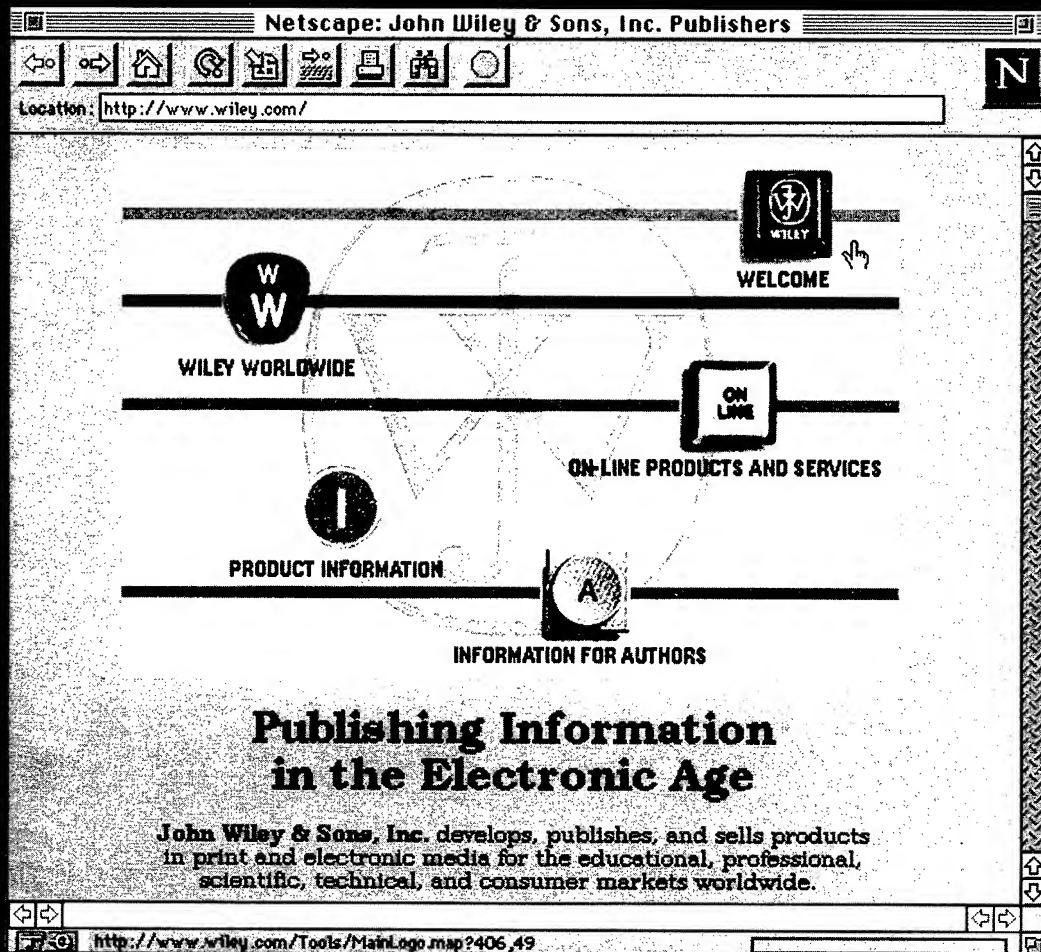 Netscape: John Wiley & Sons, Inc. Publishers
N
Location: http://www.wiley.com/
WILEY
WELCOME
W
W
WILEY WORLDWIDE
ON
LINE
ON-LINE PRODUCTS AND SERVICES
I
PRODUCT INFORMATION
A
INFORMATION FOR AUTHORS
Publishing Information
in the Electronic Age
John Wiley & Sons, Inc. develops, publishes, and sells products
in print and electronic media for the educational, professional,
scientific, technical, and consumer markets worldwide.
http://www.wiley.com/Tools/MainLogo.map?406,49